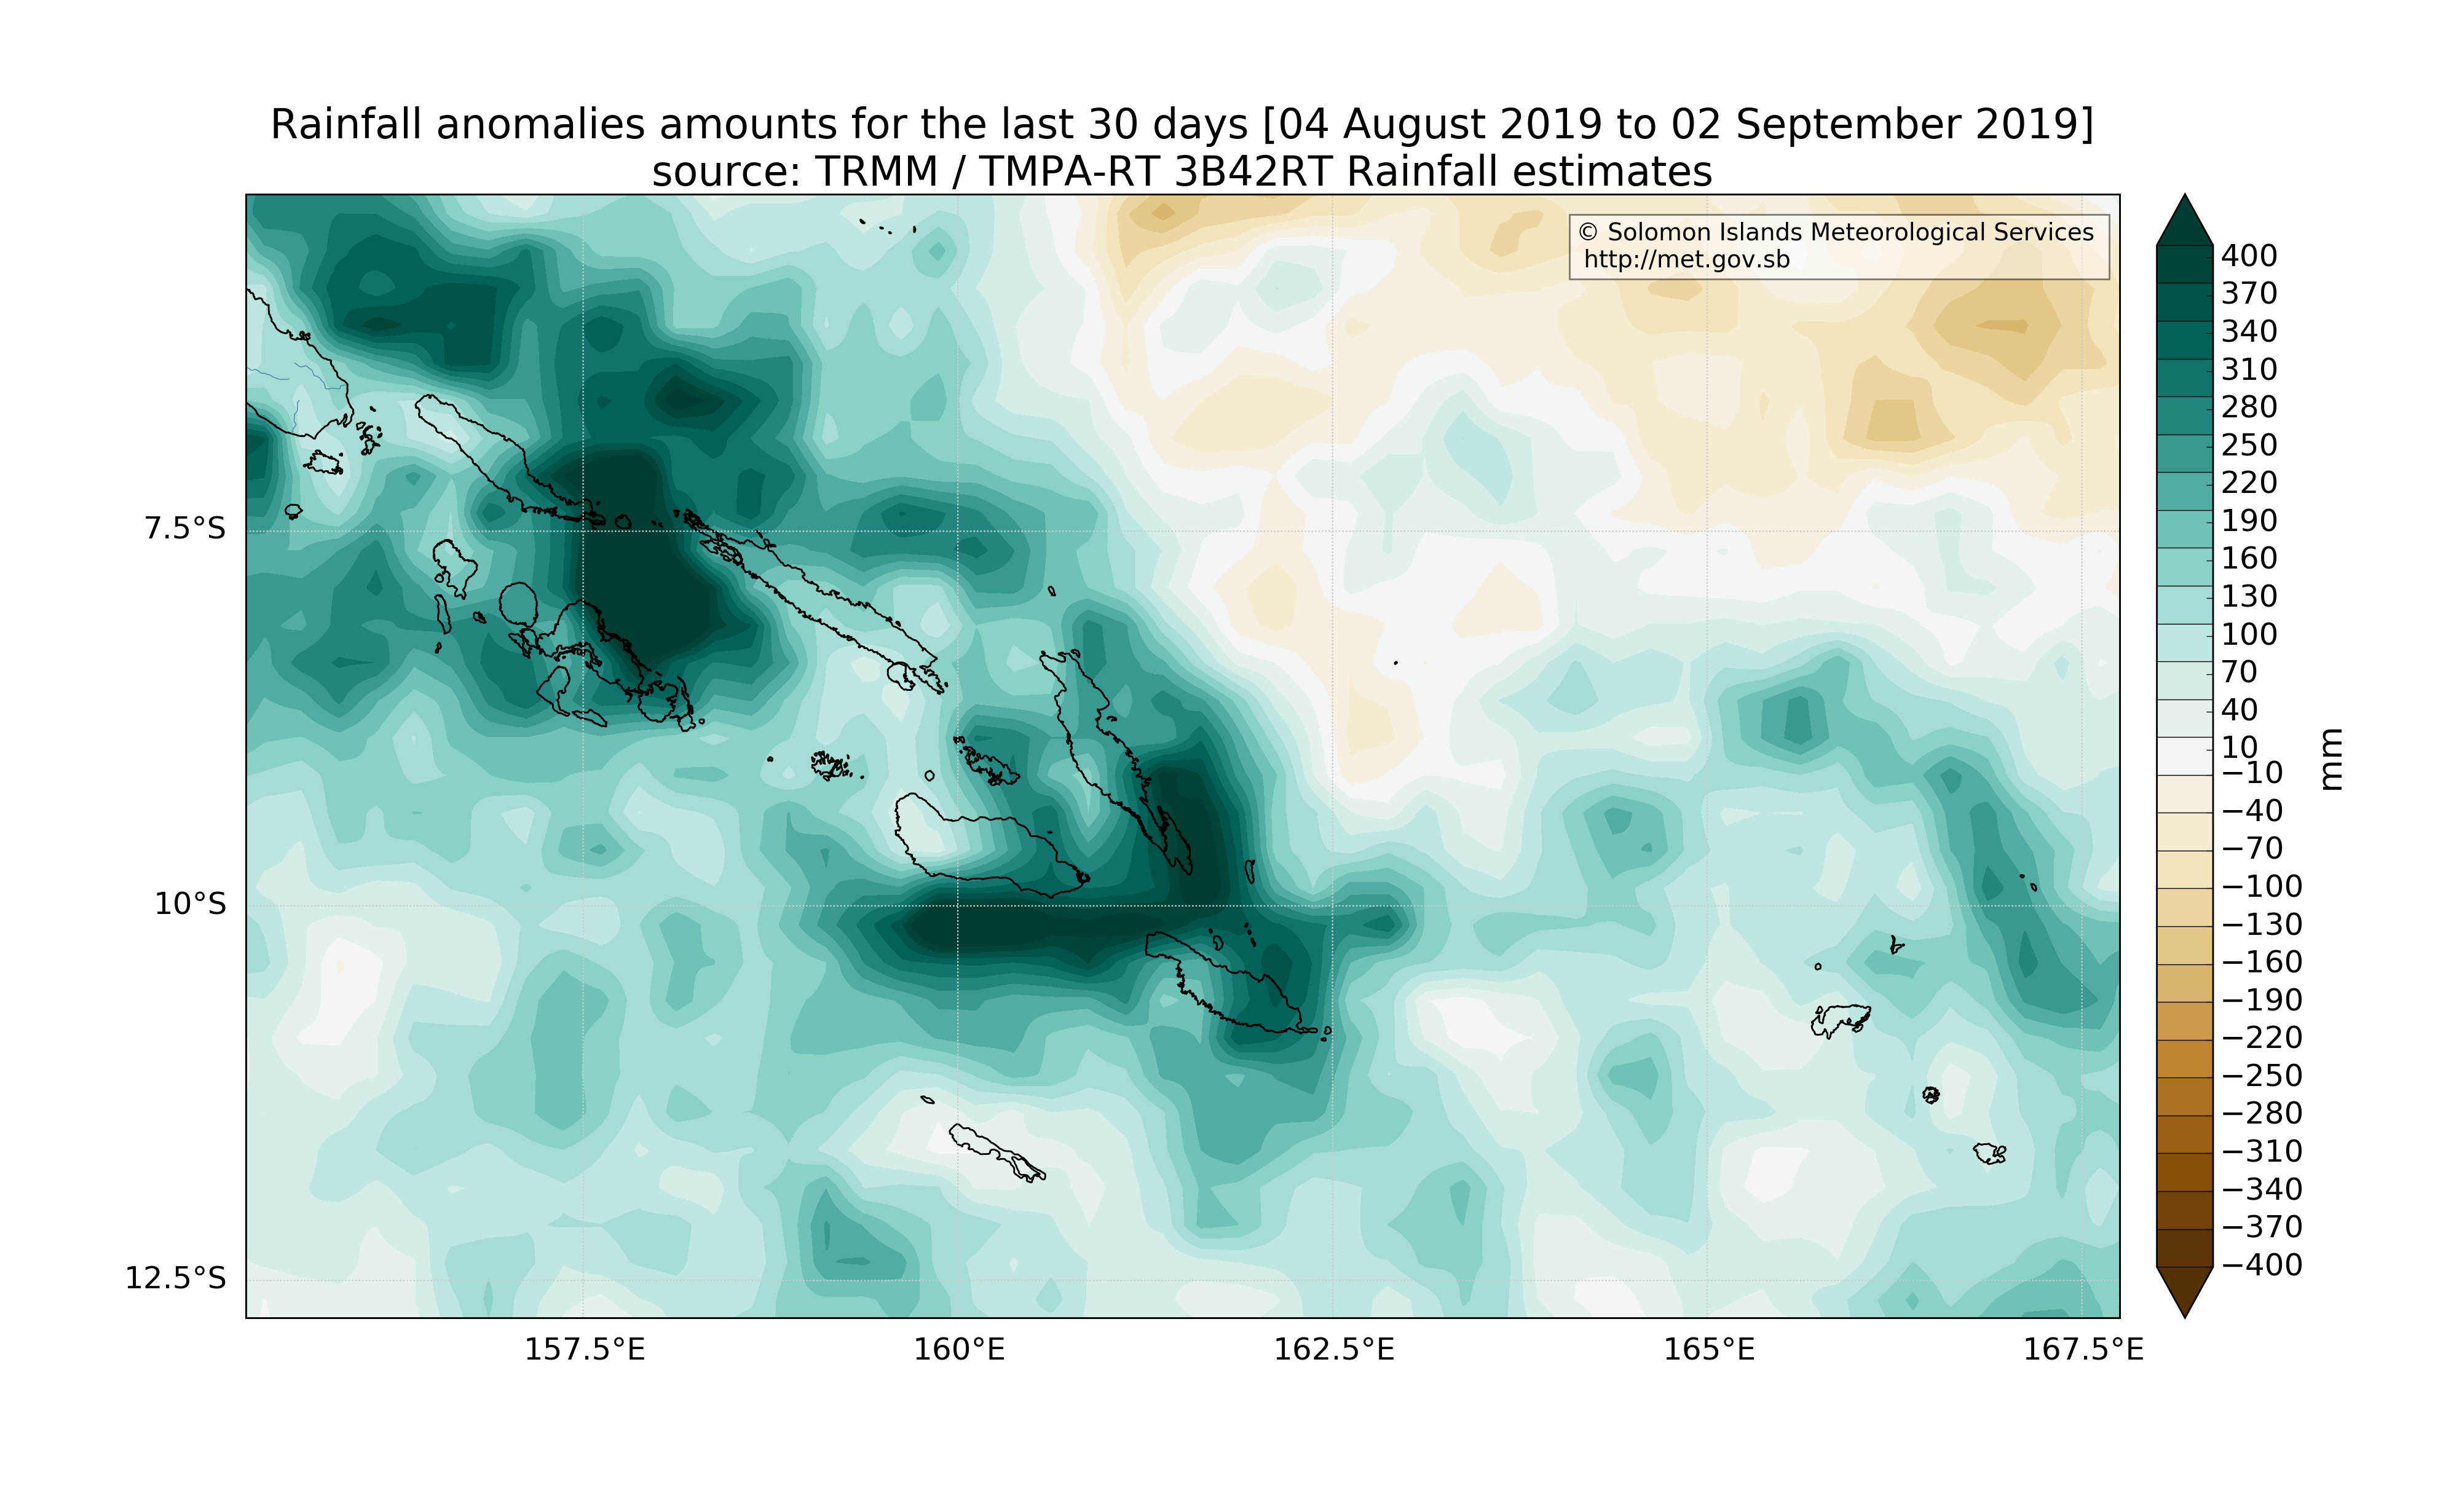 Rainfall anomalies amounts for the last 30 days [04 August 2019 to 02 September 2019]
source: TRMM / TMPA-RT 3B42RT Rainfall estimates
© Solomon Islands Meteorological Services
http://met.gov.sb
7.5°S
10°S
12.5°S
157.5°E
160°E
162.5°E
165°E
167.5°E
400
370
340
310
280
250
220
190
160
130
100
70
40
10
−10
−40
−70
−100
−130
−160
−190
−220
−250
−280
−310
−340
−370
−400
mm